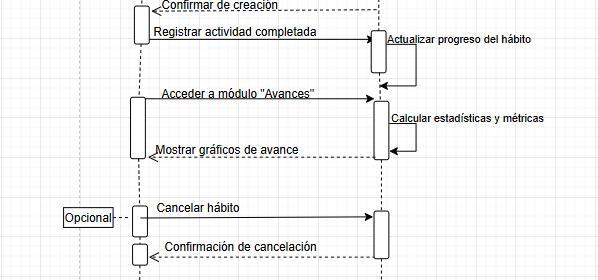 Confirmar de creación
Registrar actividad completada
Actualizar progreso del hábito
Acceder a módulo "Avances"
Calcular estadísticas y métricas
Mostrar gráficos de avance
Cancelar hábito
Opcional
Confirmación de cancelación